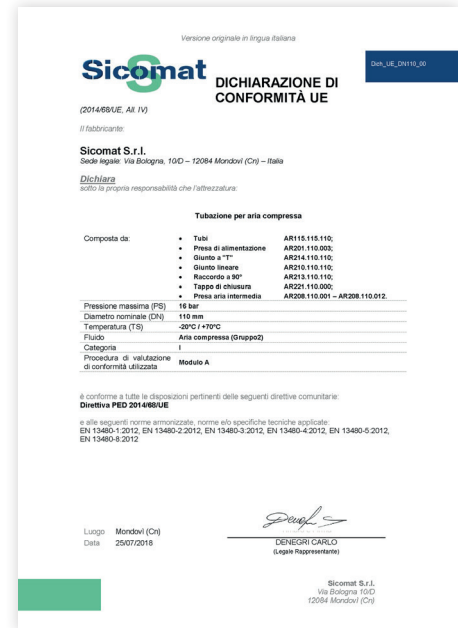 Versione originale in lingua italiana
Sicomat
Dich_UE_DN110_00
DICHIARAZIONE DI
CONFORMITÀ UE
(2014/68/UE, All. IV)
Il fabbricante:
Sicomat S.r.l.
Sede legale: Via Bologna, 10/D – 12084 Mondovì (Cn) – Italia
Dichiara
sotto la propria responsabilità che l'attrezzatura:
Tubazione per aria compressa
Composta da: • Tubi AR115.115.110;
• Presa di alimentazione AR201.110.003;
• Giunto a "T" AR214.110.110;
• Giunto lineare AR210.110.110;
• Raccordo a 90° AR213.110.110;
• Tappo di chiusura AR221.110.000;
• Presa aria intermedia AR208.110.001 – AR208.110.012.
Pressione massima (PS) 16 bar
Diametro nominale (DN) 110 mm
Temperatura (TS) -20°C / +70°C
Fluido Aria compressa (Gruppo2)
Categoria I
Procedura di valutazione di conformità utilizzata Modulo A
è conforme a tutte le disposizioni pertinenti delle seguenti direttive comunitarie:
Direttiva PED 2014/68/UE
e alle seguenti norme armonizzate, norme e/o specifiche tecniche applicate:
EN 13480-1:2012, EN 13480-2:2012, EN 13480-3:2012, EN 13480-4:2012, EN 13480-5:2012,
EN 13480-8:2012
Luogo Mondovì (Cn)
Data 25/07/2018
DENEGRI CARLO
(Legale Rappresentante)
Sicomat S.r.l.
Via Bologna 10/D
12084 Mondovì (Cn)